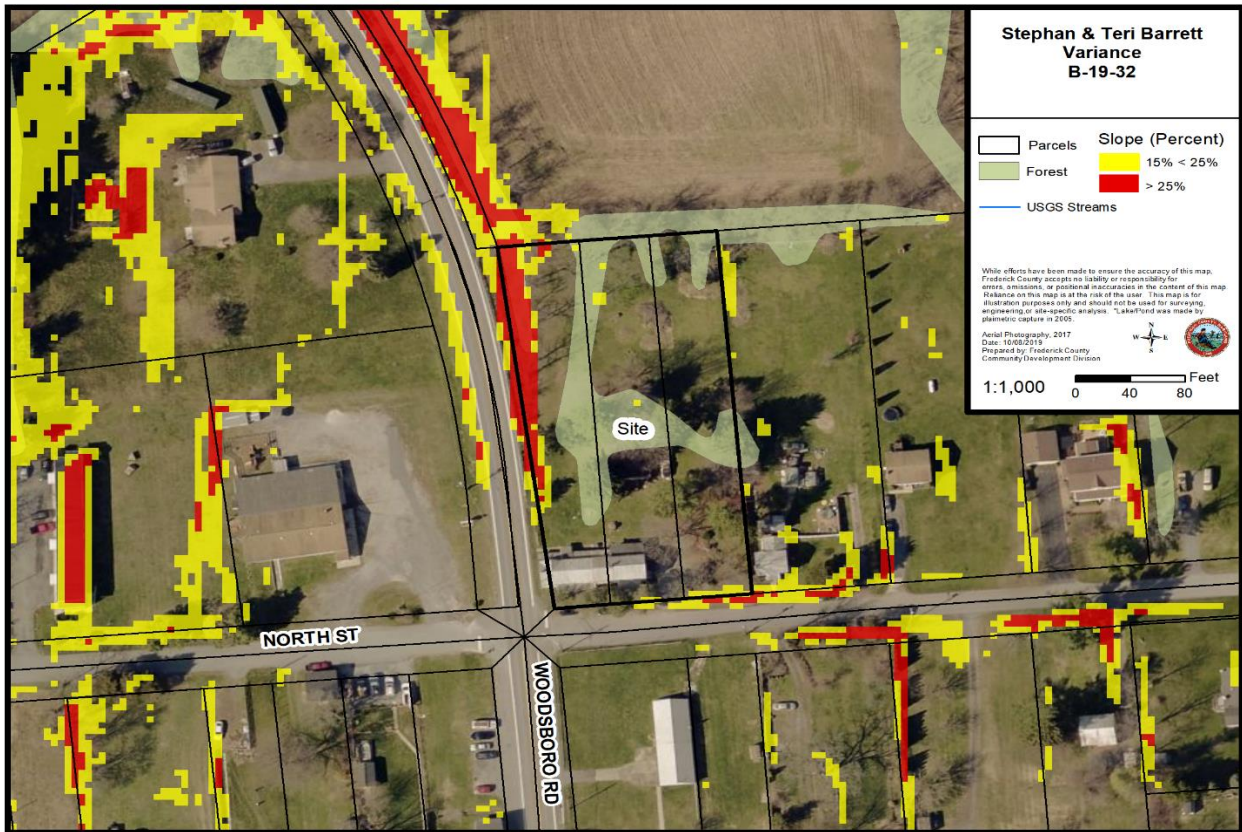 Stephan & Teri Barrett
Variance
B-19-32
Parcels
Forest
USGS Streams
Slope (Percent)
15% < 25%
> 25%
While efforts have been made to ensure the accuracy of this map,
Frederick County accepts no liability or responsibility for
errors, omissions, or positional inaccuracies in the content of this map.
Reliance on this map is at the risk of the user. This map is for
illustration purposes only and should not be used for surveying,
engineering, or site-specific analysis. *Lake/Pond was made by
plaimetric capture in 2005.
Aerial Photography, 2017
Date: 10/08/2019
Prepared by: Frederick County
Community Development Division
N
W E
S
1:1,000
Feet
0 40 80
Site
NORTH ST
WOODSBORO RD